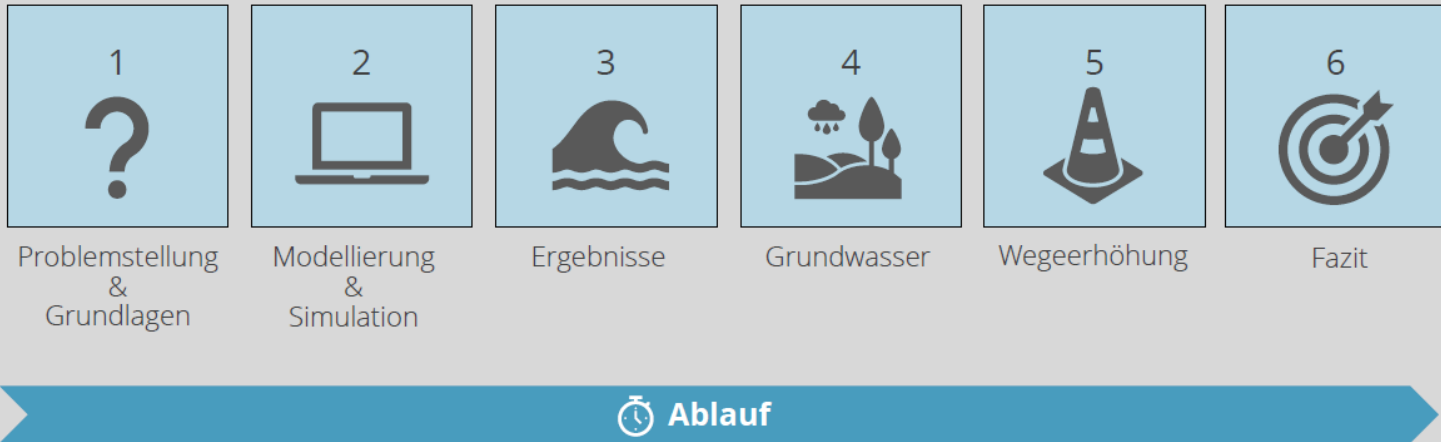 1
2
3
4
5
6
Problemstellung
&
Grundlagen
Modellierung
&
Simulation
Ergebnisse
Grundwasser
Wegeerhöhung
Fazit
Ablauf